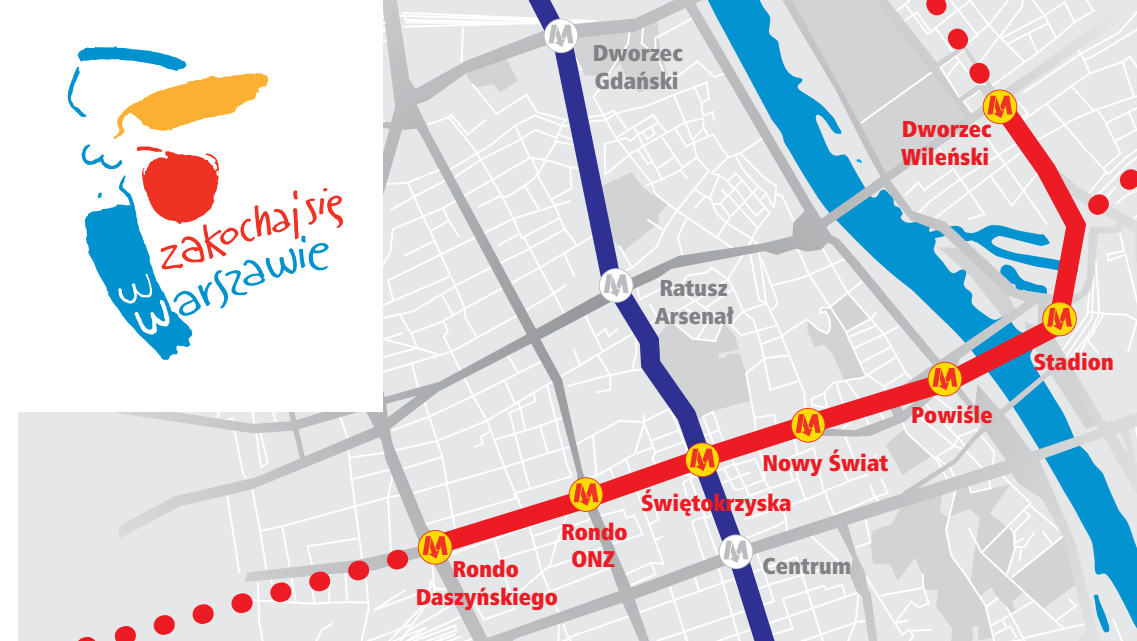 zakochaj się
w
warszawie
Dworzec
Gdański
Dworzec
Wileński
Ratusz
Arsenał
Stadion
Powiśle
Nowy Świat
Świętokrzyska
Rondo
ONZ
Centrum
Rondo
Daszyńskiego
M
M
M
M
M
M
M
M
M
M